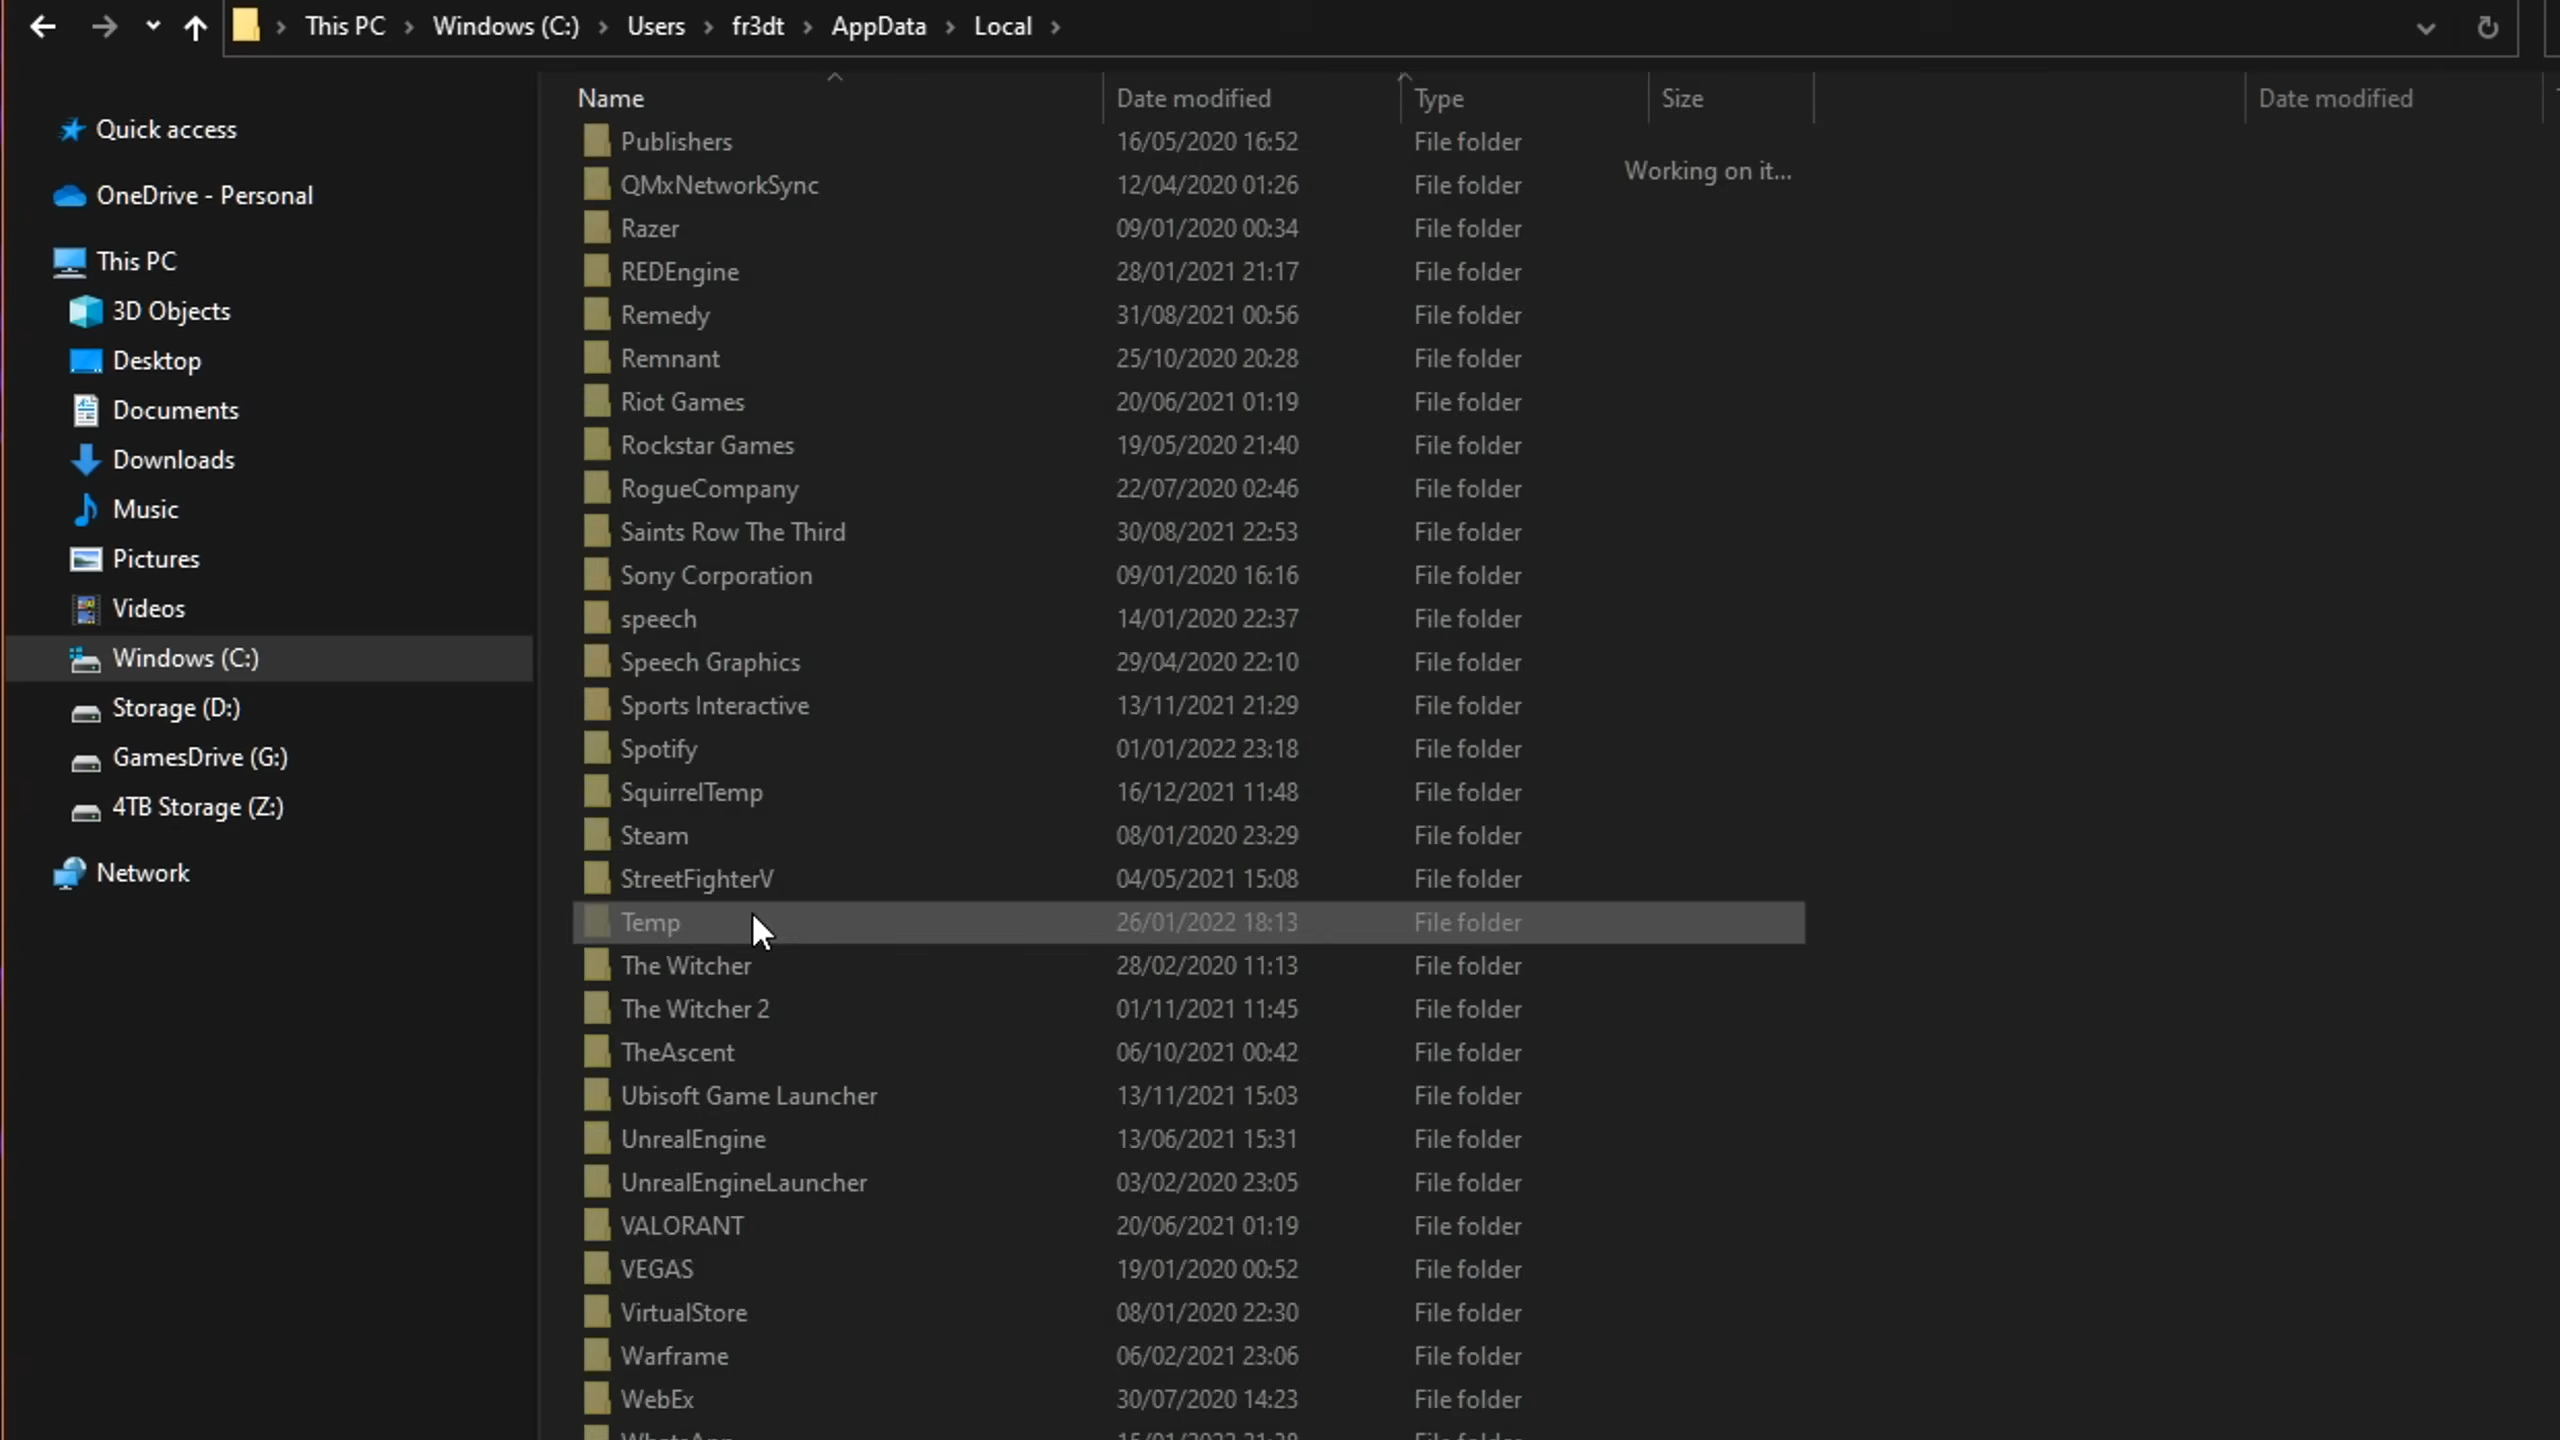 This PC > Windows (C:) > Users > fr3dt > AppData > Local >
Quick access
OneDrive - Personal
This PC
3D Objects
Desktop
Documents
Downloads
Music
Pictures
Videos
Windows (C:)
Storage (D:)
GamesDrive (G:)
4TB Storage (Z:)
Network
Name Date modified Type Size Date modified
Working on it...
Publishers 16/05/2020 16:52 File folder
QMxNetworkSync 12/04/2020 01:26 File folder
Razer 09/01/2020 00:34 File folder
REDEngine 28/01/2021 21:17 File folder
Remedy 31/08/2021 00:56 File folder
Remnant 25/10/2020 20:28 File folder
Riot Games 20/06/2021 01:19 File folder
Rockstar Games 19/05/2020 21:40 File folder
RogueCompany 22/07/2020 02:46 File folder
Saints Row The Third 30/08/2021 22:53 File folder
Sony Corporation 09/01/2020 16:16 File folder
speech 14/01/2020 22:37 File folder
Speech Graphics 29/04/2020 22:10 File folder
Sports Interactive 13/11/2021 21:29 File folder
Spotify 01/01/2022 23:18 File folder
SquirrelTemp 16/12/2021 11:48 File folder
Steam 08/01/2020 23:29 File folder
StreetFighterV 04/05/2021 15:08 File folder
Temp 26/01/2022 18:13 File folder
The Witcher 28/02/2020 11:13 File folder
The Witcher 2 01/11/2021 11:45 File folder
TheAscent 06/10/2021 00:42 File folder
Ubisoft Game Launcher 13/11/2021 15:03 File folder
UnrealEngine 13/06/2021 15:31 File folder
UnrealEngineLauncher 03/02/2020 23:05 File folder
VALORANT 20/06/2021 01:19 File folder
VEGAS 19/01/2020 00:52 File folder
VirtualStore 08/01/2020 22:30 File folder
Warframe 06/02/2021 23:06 File folder
WebEx 30/07/2020 14:23 File folder